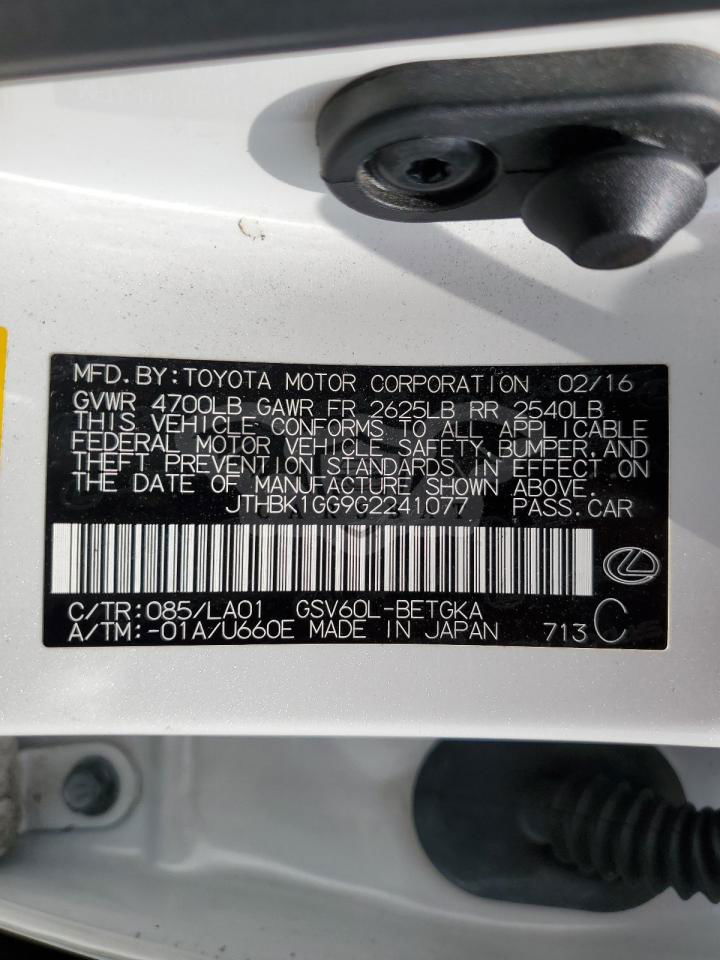 MFD.BY:TOYOTA MOTOR CORPORATION 02/16
GVWR 4700LB GAWR FR 2625LB RR 2540LB
THIS VEHICLE CONFORMS TO ALL APPLICABLE
FEDERAL MOTOR VEHICLE SAFETY,BUMPER,AND
THEFT PREVENTION STANDARDS IN EFFECT ON
THE DATE OF MANUFACTURE SHOWN ABOVE.
JTHBK1GG9G2241077 PASS.CAR
C/TR:085/LA01 GSV60L-BETGKA
A/TM:-01A/U660E MADE IN JAPAN 713 C